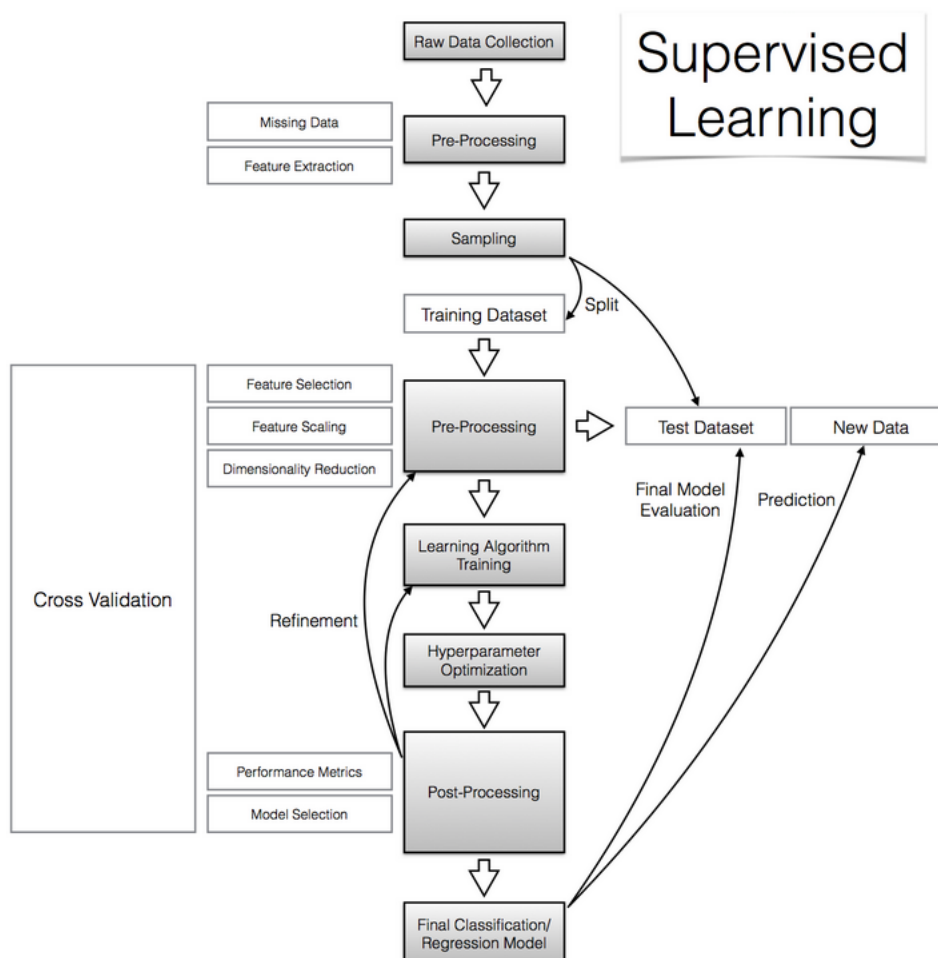 Supervised
Learning
Raw Data Collection
Missing Data
Feature Extraction
Pre-Processing
Sampling
Split
Training Dataset
Feature Selection
Feature Scaling
Dimensionality Reduction
Pre-Processing
Test Dataset
New Data
Final Model
Evaluation
Prediction
Learning Algorithm
Training
Cross Validation
Refinement
Hyperparameter
Optimization
Performance Metrics
Model Selection
Post-Processing
Final Classification/
Regression Model